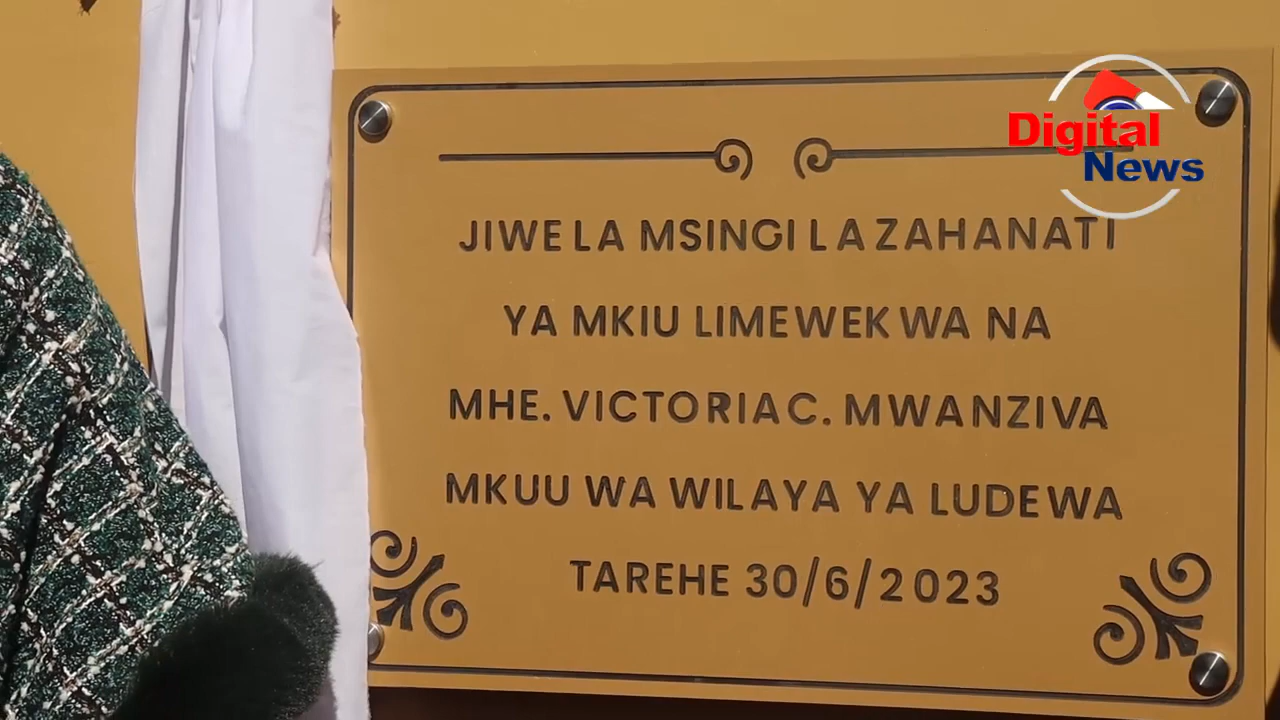 Digital
News
JIWE LA MSINGI LA ZAHANATI
YA MKIU LIMEWEKWA NA
MHE. VICTORIA C. MWANZIVA
MKUU WA WILAYA YA LUDEWA
TAREHE 30/6/2023